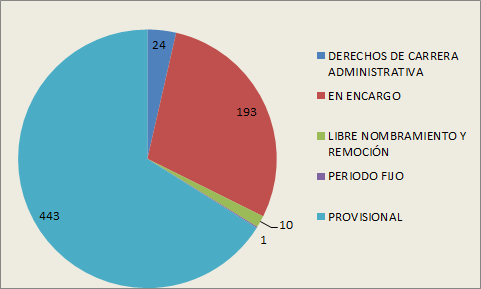 24
193
10
1
443
DERECHOS DE CARRERA
ADMINISTRATIVA
EN ENCARGO
LIBRE NOMBRAMIENTO Y
REMOCIÓN
PERIODO FIJO
PROVISIONAL